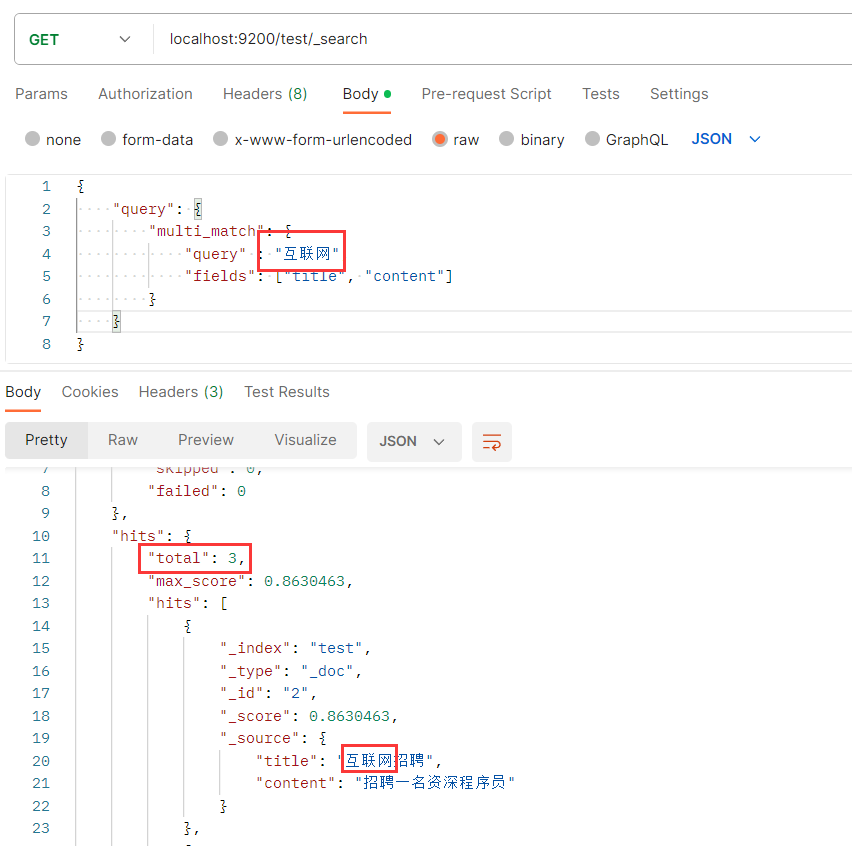 GET localhost:9200/test/_search
Params Authorization Headers (8) Body Pre-request Script Tests Settings
none form-data x-www-form-urlencoded raw binary GraphQL JSON
1 {
2 "query": {
3 "multi_match": {
4 "query" : "互联网"
5 "fields": ["title", "content"]
6 }
7 }
8 }
Body Cookies Headers (3) Test Results
Pretty Raw Preview Visualize JSON
7 "skipped": 0,
8 "failed": 0
9 },
10 "hits": {
11 "total": 3,
12 "max_score": 0.8630463,
13 "hits": [
14 {
15 "_index": "test",
16 "_type": "_doc",
17 "_id": "2",
18 "_score": 0.8630463,
19 "_source": {
20 "title": "互联网招聘",
21 "content": "招聘一名资深程序员"
22 }
23 },